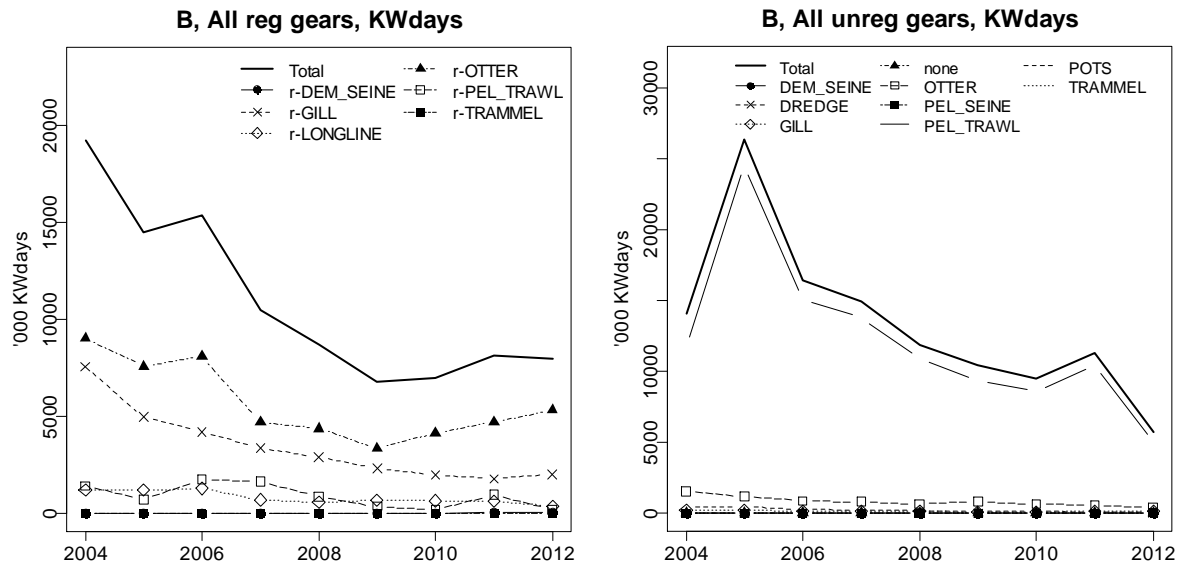 B, All reg gears, KWdays
Total
r-DEM_SEINE
r-GILL
r-LONGLINE
r-OTTER
r-PEL_TRAWL
r-TRAMMEL
'000 KWdays
0
5000
10000
15000
20000
2004
2006
2008
2010
2012
B, All unreg gears, KWdays
Total
DEM_SEINE
DREDGE
GILL
none
OTTER
PEL_SEINE
PEL_TRAWL
POTS
TRAMMEL
'000 KWdays
0
5000
10000
20000
30000
2004
2006
2008
2010
2012